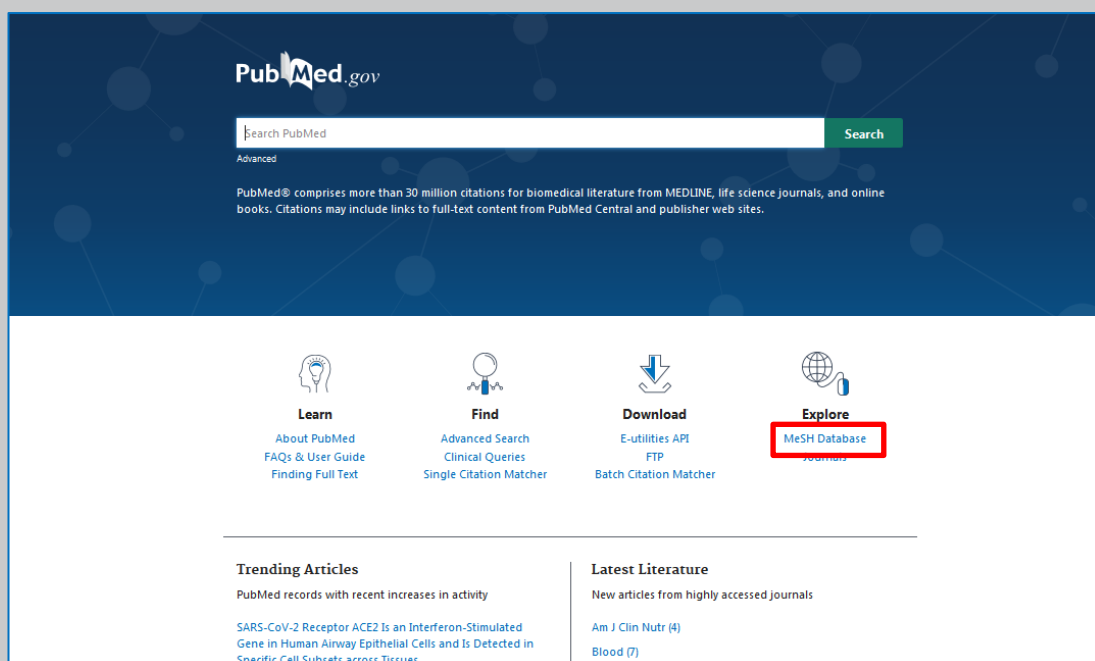 PubMed.gov
Search PubMed
Search
Advanced
PubMed® comprises more than 30 million citations for biomedical literature from MEDLINE, life science journals, and online
books. Citations may include links to full-text content from PubMed Central and publisher web sites.
Learn
About PubMed
FAQs & User Guide
Finding Full Text
Find
Advanced Search
Clinical Queries
Single Citation Matcher
Download
E-utilities API
FTP
Batch Citation Matcher
Explore
MeSH Database
Journals
Trending Articles
PubMed records with recent increases in activity
SARS-CoV-2 Receptor ACE2 Is an Interferon-Stimulated
Gene in Human Airway Epithelial Cells and Is Detected in
Specific Cell Subsets across Tissues
Latest Literature
New articles from highly accessed journals
Am J Clin Nutr (4)
Blood (7)